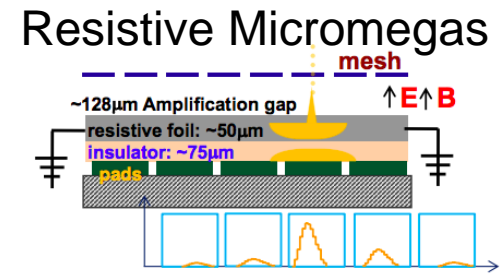 Resistive Micromegas
mesh
~128µm Amplification gap
↑E↑B
resistive foil: ~50µm
insulator: ~75µm
pads